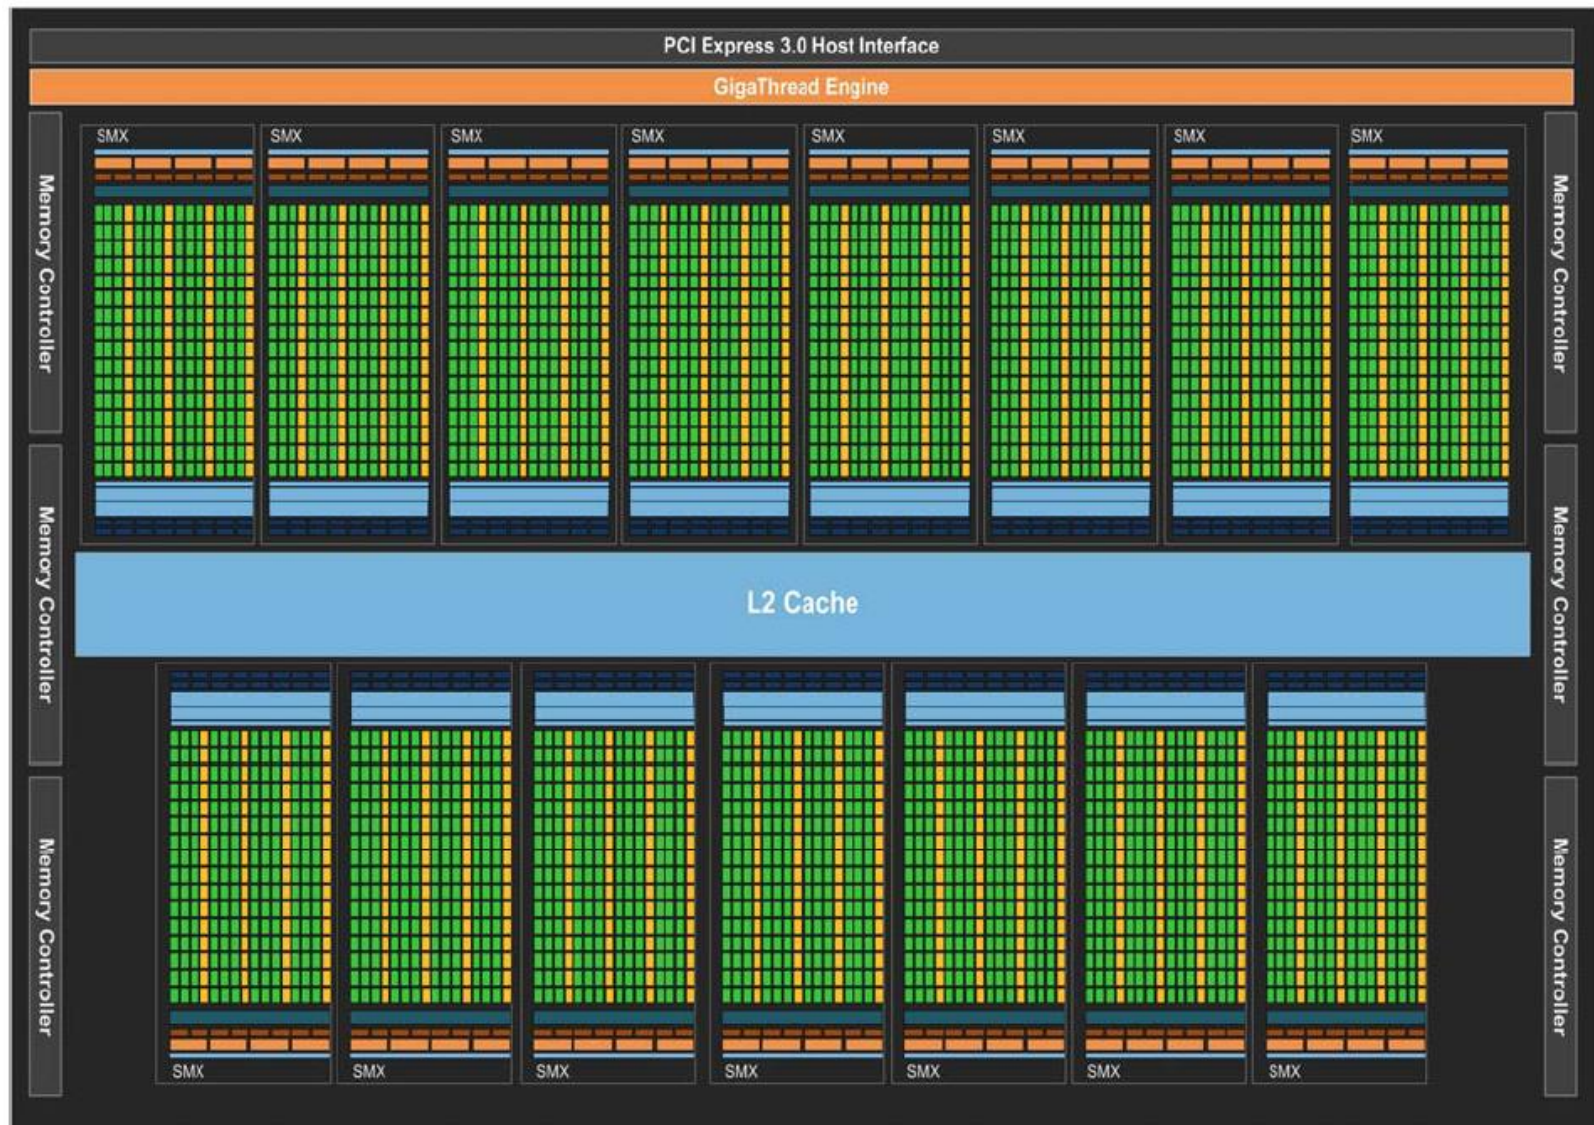 PCI Express 3.0 Host Interface
GigaThread Engine
SMX
SMX
SMX
SMX
SMX
SMX
SMX
SMX
Memory Controller
Memory Controller
Memory Controller
Memory Controller
L2 Cache
Memory Controller
Memory Controller
SMX
SMX
SMX
SMX
SMX
SMX
SMX